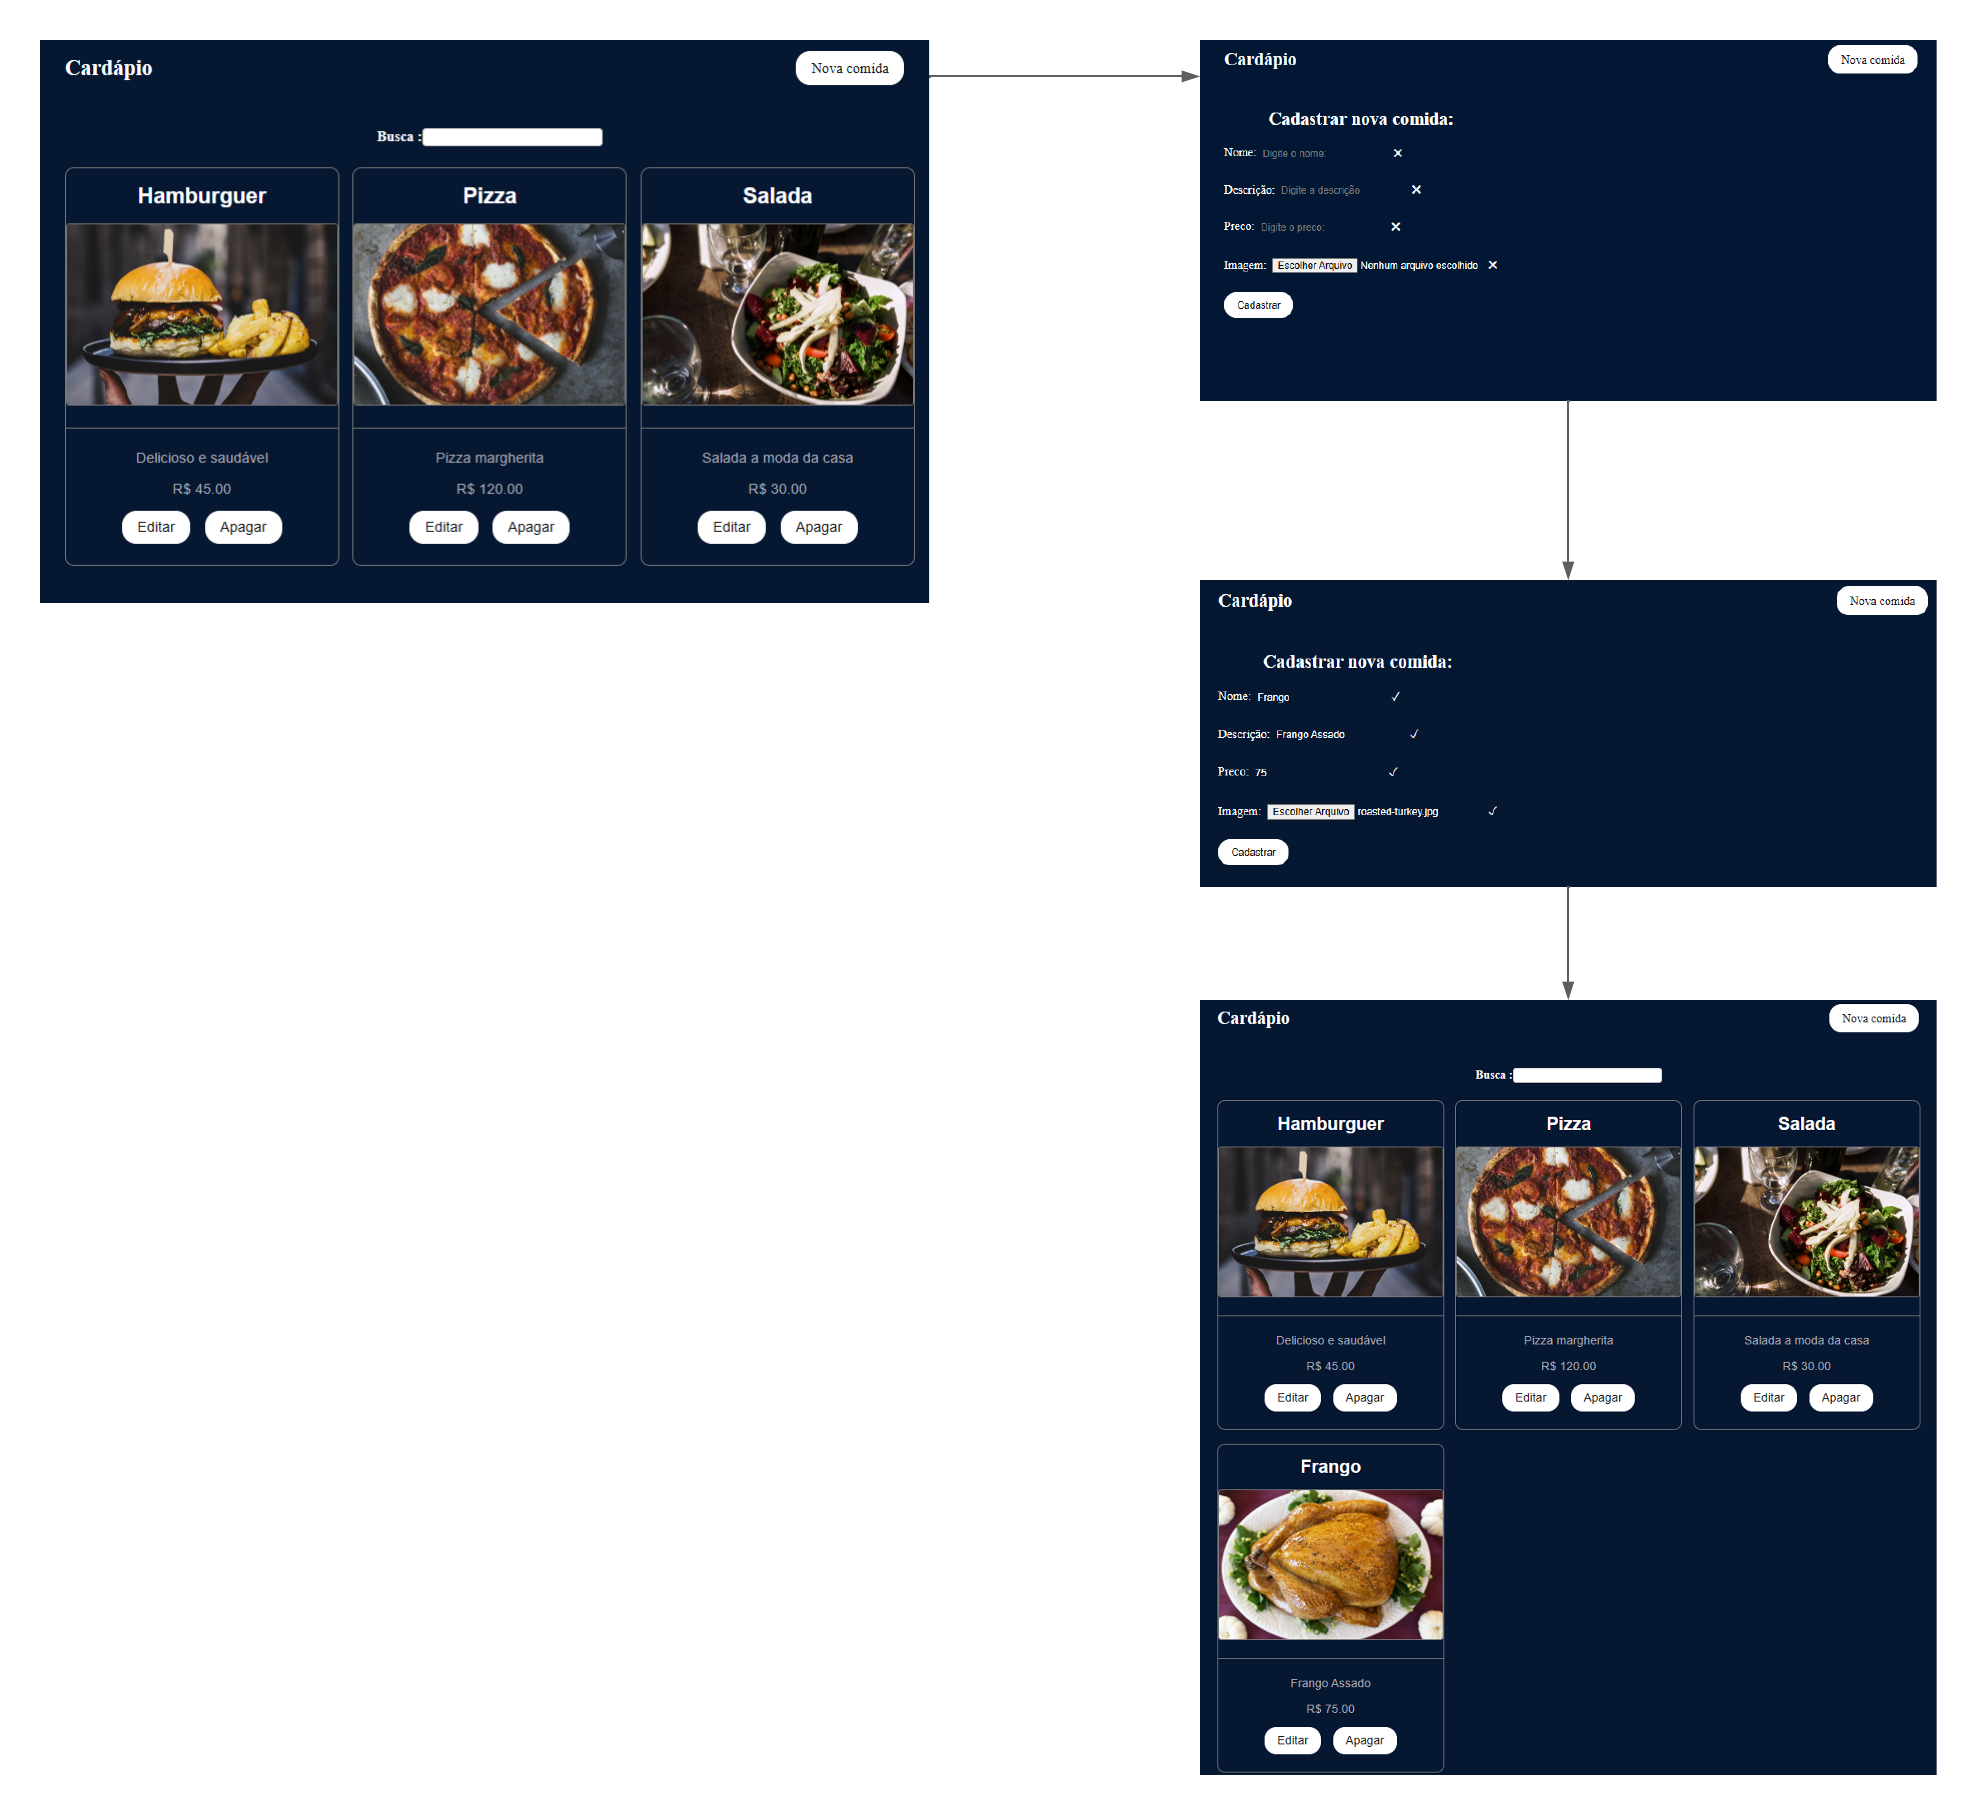 Cardápio
Nova comida
Busca :
Hamburguer
Pizza
Salada
Delicioso e saudável
Pizza margherita
Salada a moda da casa
R$ 45.00
R$ 120.00
R$ 30.00
Editar
Apagar
Editar
Apagar
Editar
Apagar
Cardápio
Nova comida
Cadastrar nova comida:
Nome: Digite o nome: ✕
Descrição: Digite a descrição ✕
Preco: Digite o preco: ✕
Imagem: Escolher Arquivo Nenhum arquivo escolhido ✕
Cadastrar
Cardápio
Nova comida
Cadastrar nova comida:
Nome: Frango ✓
Descrição: Frango Assado ✓
Preco: 75 ✓
Imagem: Escolher Arquivo roasted-turkey.jpg ✓
Cadastrar
Cardápio
Nova comida
Busca :
Hamburguer
Pizza
Salada
Delicioso e saudável
Pizza margherita
Salada a moda da casa
R$ 45.00
R$ 120.00
R$ 30.00
Editar
Apagar
Editar
Apagar
Editar
Apagar
Frango
Frango Assado
R$ 75.00
Editar
Apagar